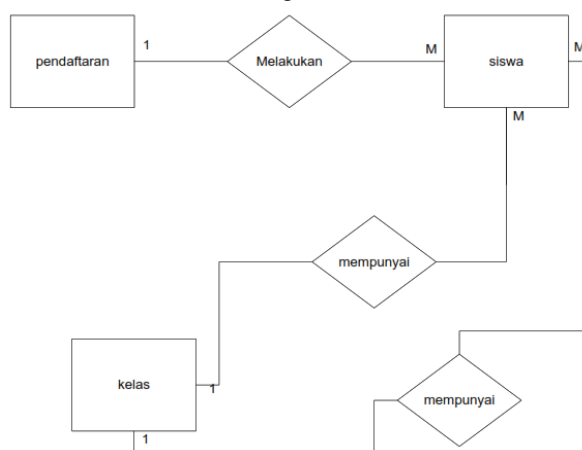 1
pendaftaran
Melakukan
M
siswa
M
M
mempunyai
kelas
1
mempunyai
1